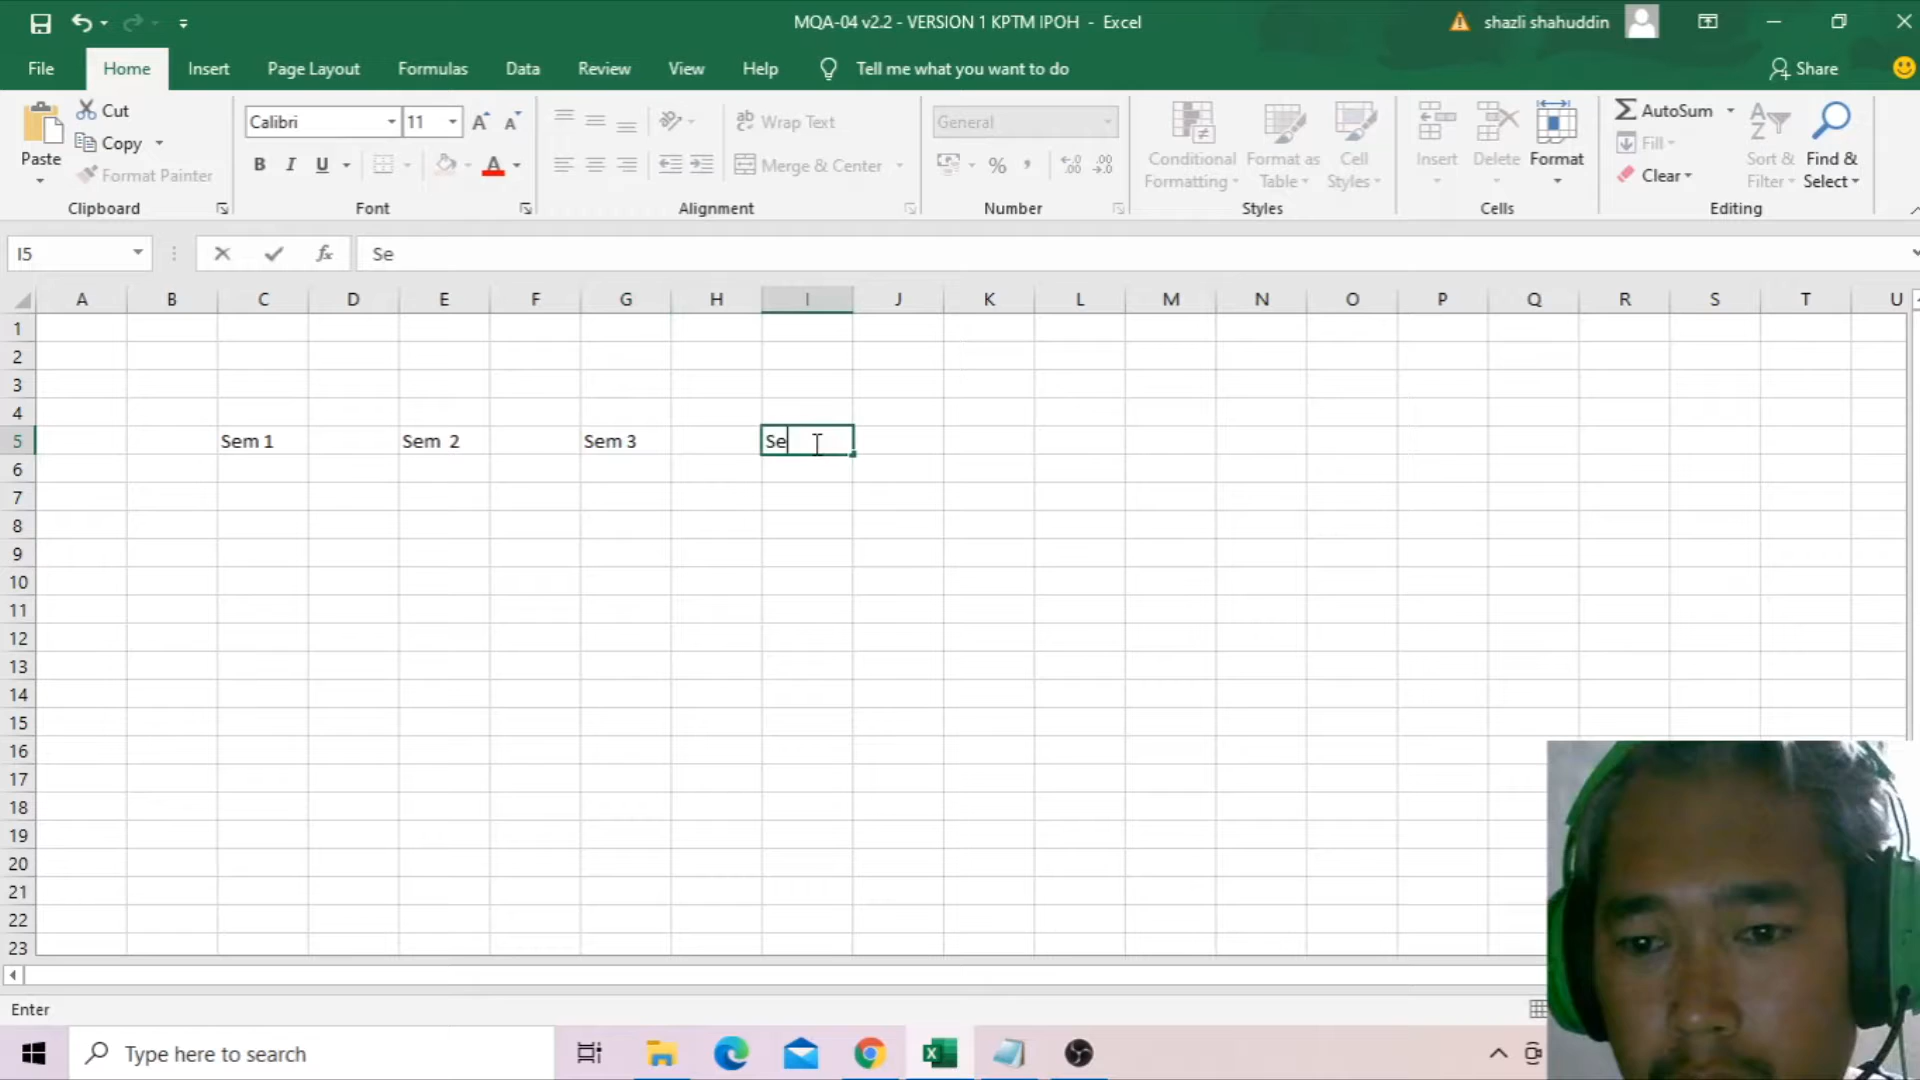 MQA-04 v2.2 - VERSION 1 KPTM IPOH - Excel
shazli shahuddin
File Home Insert Page Layout Formulas Data Review View Help Tell me what you want to do Share
Cut
Copy
Format Painter
Paste
Clipboard
Calibri 11
B I U A
Font
Wrap Text
Merge & Center
Alignment
General
% , .00
Number
Conditional Formatting
Format as Table
Cell Styles
Styles
Insert Delete Format
Cells
AutoSum
Fill
Clear
Sort & Filter
Find & Select
Editing
I5 fx Se
A B C D E F G H I J K L M N O P Q R S T U
1
2
3
4
5 Sem 1 Sem  2 Sem 3 Se
6
7
8
9
10
11
12
13
14
15
16
17
18
19
20
21
22
23
Enter
Type here to search